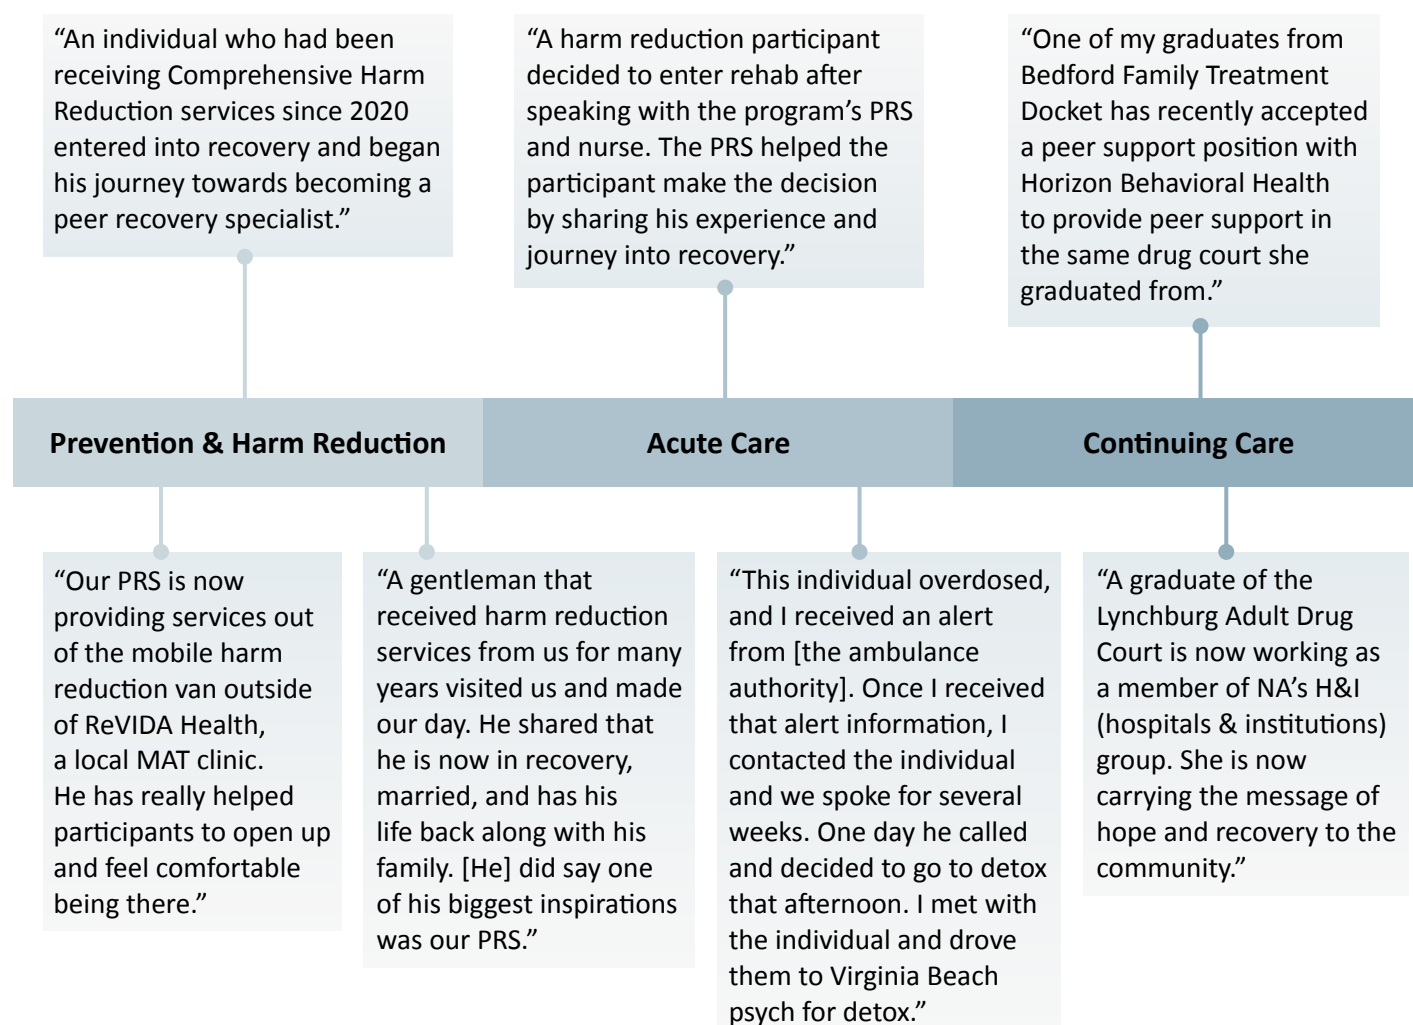 “An individual who had been
receiving Comprehensive Harm
Reduction services since 2020
entered into recovery and began
his journey towards becoming a
peer recovery specialist.”
“A harm reduction participant
decided to enter rehab after
speaking with the program’s PRS
and nurse. The PRS helped the
participant make the decision
by sharing his experience and
journey into recovery.”
“One of my graduates from
Bedford Family Treatment
Docket has recently accepted
a peer support position with
Horizon Behavioral Health
to provide peer support in
the same drug court she
graduated from.”
Prevention & Harm Reduction
Acute Care
Continuing Care
“Our PRS is now
providing services out
of the mobile harm
reduction van outside
of ReVIDA Health,
a local MAT clinic.
He has really helped
participants to open up
and feel comfortable
being there.”
“A gentleman that
received harm reduction
services from us for many
years visited us and made
our day. He shared that
he is now in recovery,
married, and has his
life back along with his
family. [He] did say one
of his biggest inspirations
was our PRS.”
“This individual overdosed,
and I received an alert
from [the ambulance
authority]. Once I received
that alert information, I
contacted the individual
and we spoke for several
weeks. One day he called
and decided to go to detox
that afternoon. I met with
the individual and drove
them to Virginia Beach
psych for detox.”
“A graduate of the
Lynchburg Adult Drug
Court is now working as
a member of NA’s H&I
(hospitals & institutions)
group. She is now
carrying the message of
hope and recovery to the
community.”